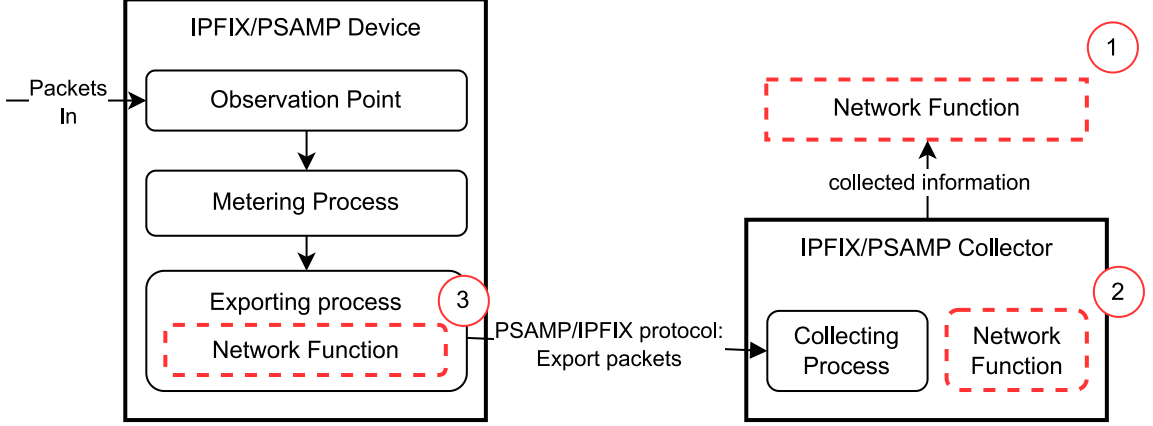 IPFIX/PSAMP Device
Packets
In
Observation Point
Metering Process
Exporting process
3
Network Function
PSAMP/IPFIX protocol:
Export packets
1
Network Function
collected information
IPFIX/PSAMP Collector
2
Collecting
Process
Network
Function